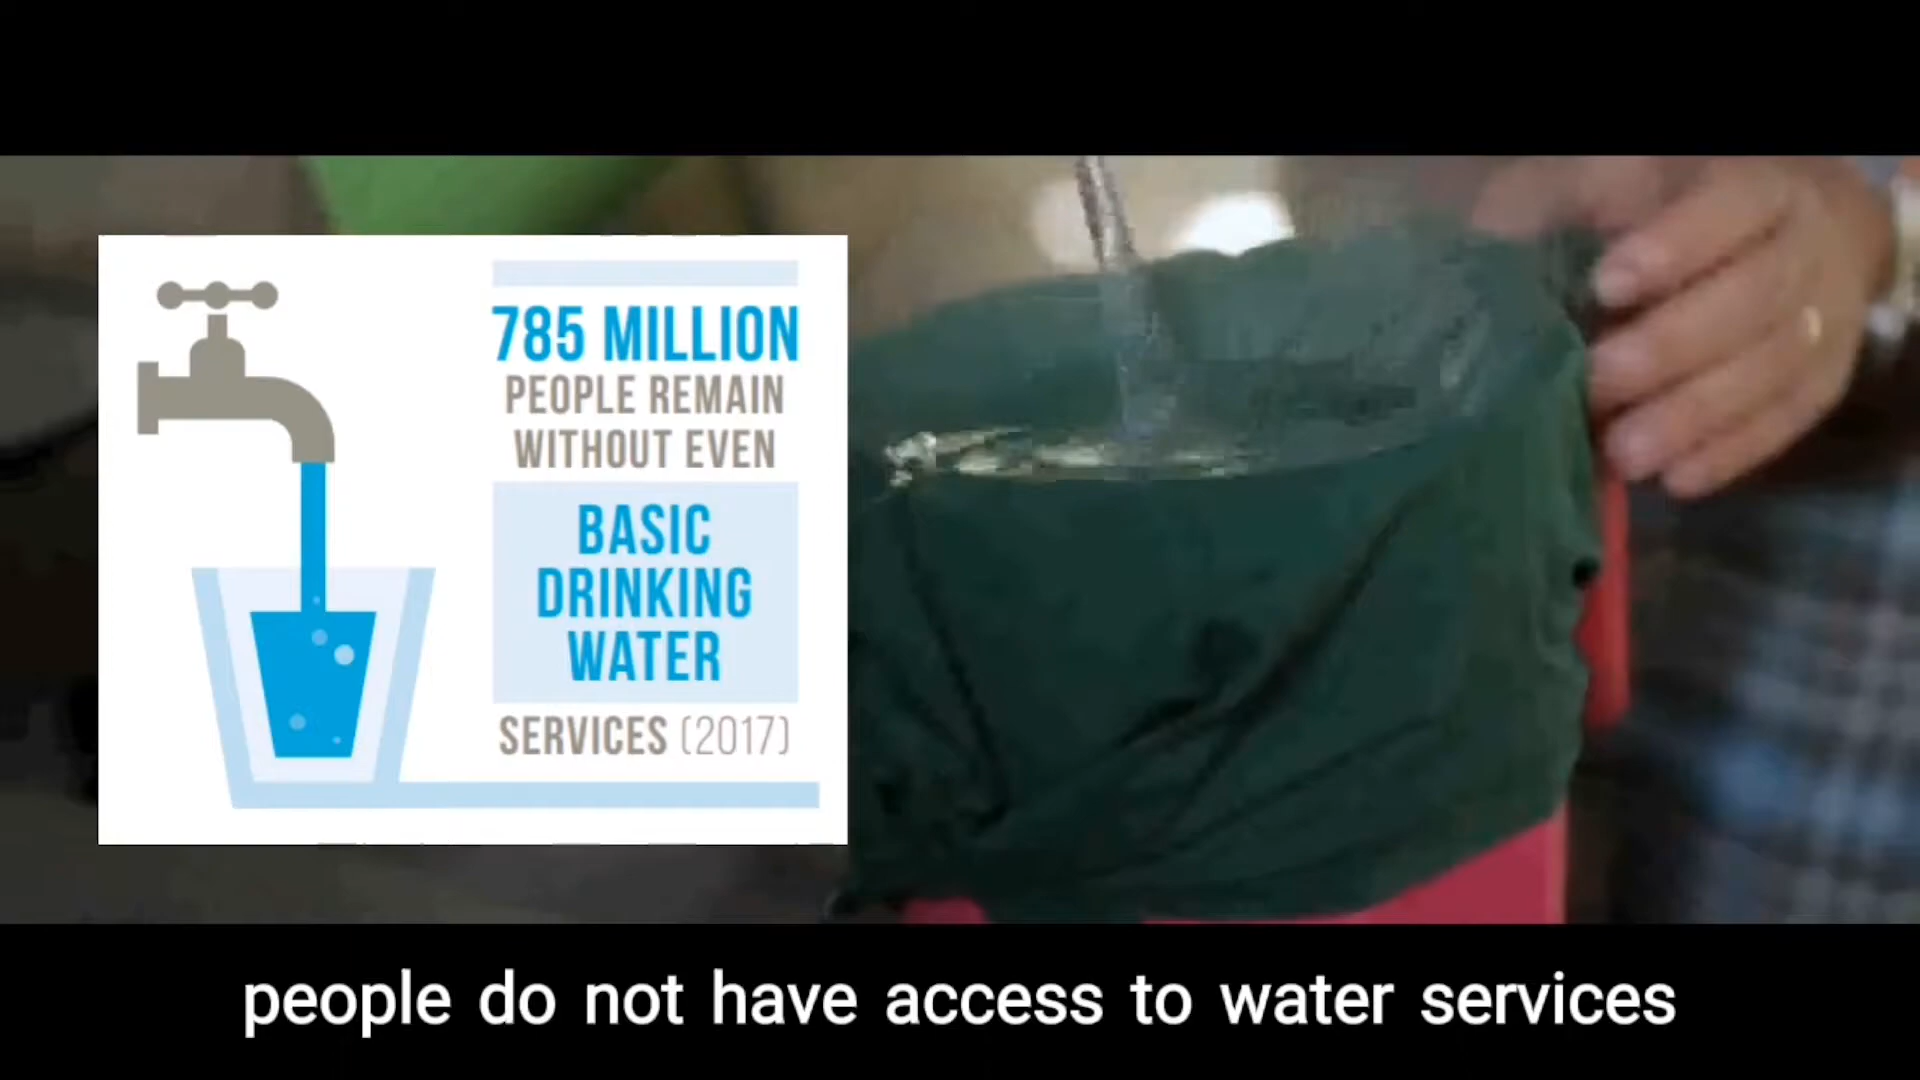 785 MILLION
PEOPLE REMAIN
WITHOUT EVEN
BASIC
DRINKING
WATER
SERVICES (2017)
people do not have access to water services